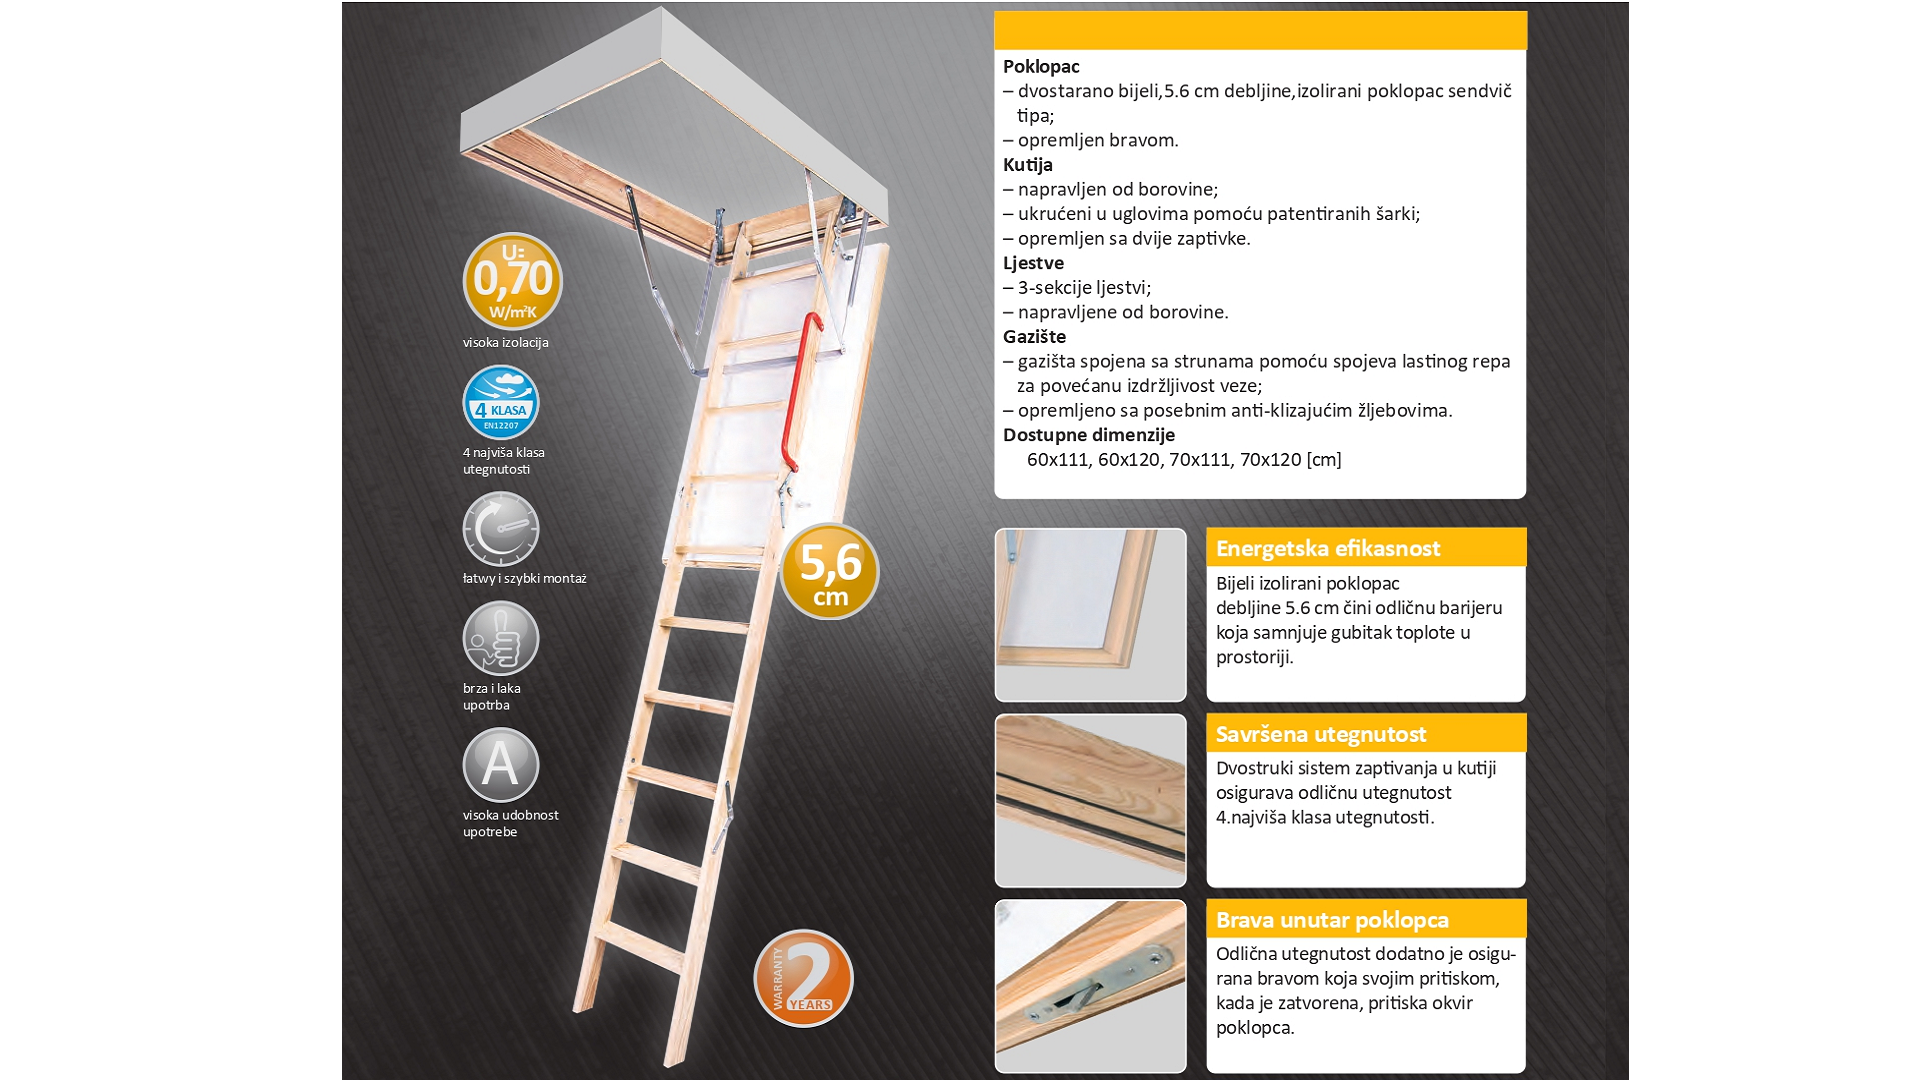 Poklopac
– dvostarano bijeli,5.6 cm debljine,izolirani poklopac sendvič
tipa;
– opremljen bravom.
Kutija
– napravljen od borovine;
– ukrućeni u uglovima pomoću patentiranih šarki;
– opremljen sa dvije zaptivke.
Ljestve
– 3-sekcije ljestvi;
– napravljene od borovine.
Gazište
– gazišta spojena sa strunama pomoću spojeva lastinog repa
za povećanu izdržljivost veze;
– opremljeno sa posebnim anti-klizajućim žljebovima.
Dostupne dimenzije
60x111, 60x120, 70x111, 70x120 [cm]
U=
0,70
W/m²K
visoka izolacija
4 KLASA
EN12207
4 najviša klasa
utegnutosti
łatwy i szybki montaż
brza i laka
upotrba
A
visoka udobnost
upotrebe
5,6
cm
WARRANTY
2
YEARS
Energetska efikasnost
Bijeli izolirani poklopac
debljine 5.6 cm čini odličnu barijeru
koja samnjuje gubitak toplote u
prostoriji.
Savršena utegnutost
Dvostruki sistem zaptivanja u kutiji
osigurava odličnu utegnutost
4.najviša klasa utegnutosti.
Brava unutar poklopca
Odlična utegnutost dodatno je osigu-
rana bravom koja svojim pritiskom,
kada je zatvorena, pritiska okvir
poklopca.